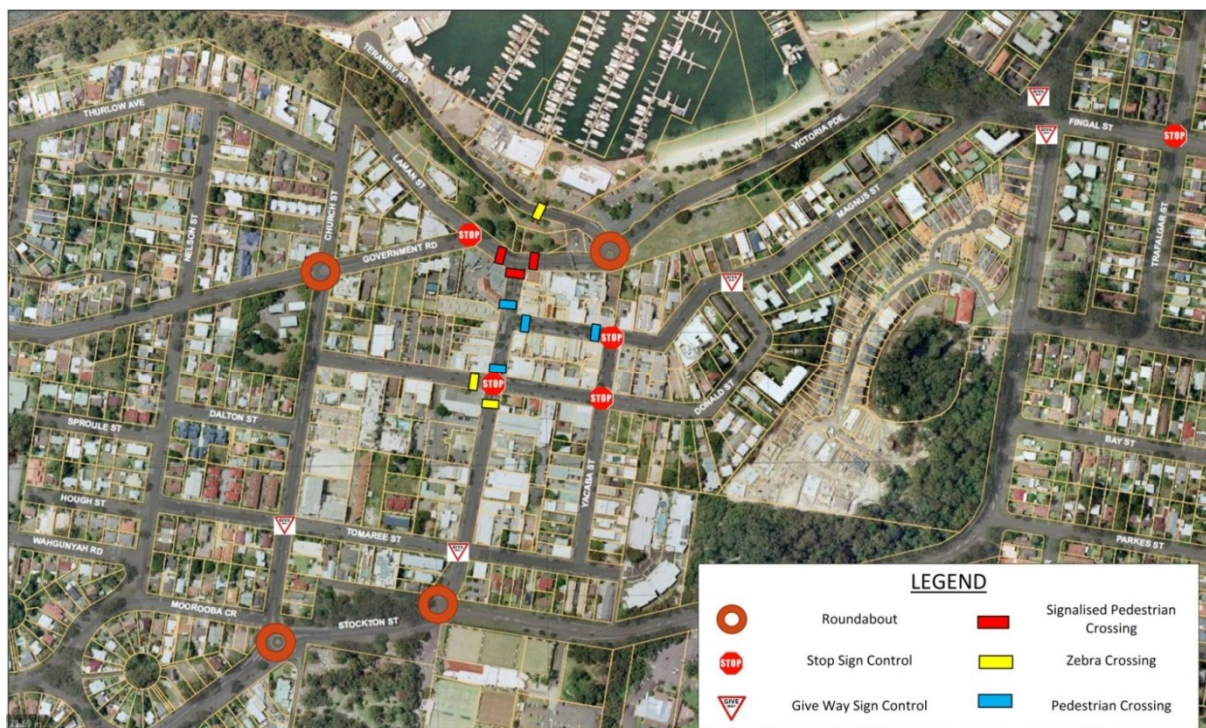 TERAMBY RD
THURLOW AVE
LAMAN ST
VICTORIA PDE
FINGAL ST
STOP
MAGNUS ST
CHURCH ST
NELSON ST
STOP
GOVERNMENT RD
TRAFALGAR ST
STOP
STOP
STOP
DONALD ST
DALTON ST
SPROULE ST
BAY ST
YACABA ST
HOUGH ST
TOMAREE ST
WAHGUNYAH RD
PARKES ST
MOOROOBA CR
STOCKTON ST
LEGEND
Roundabout
Signalised Pedestrian
Crossing
STOP
Stop Sign Control
Zebra Crossing
GIVE
WAY
Give Way Sign Control
Pedestrian Crossing